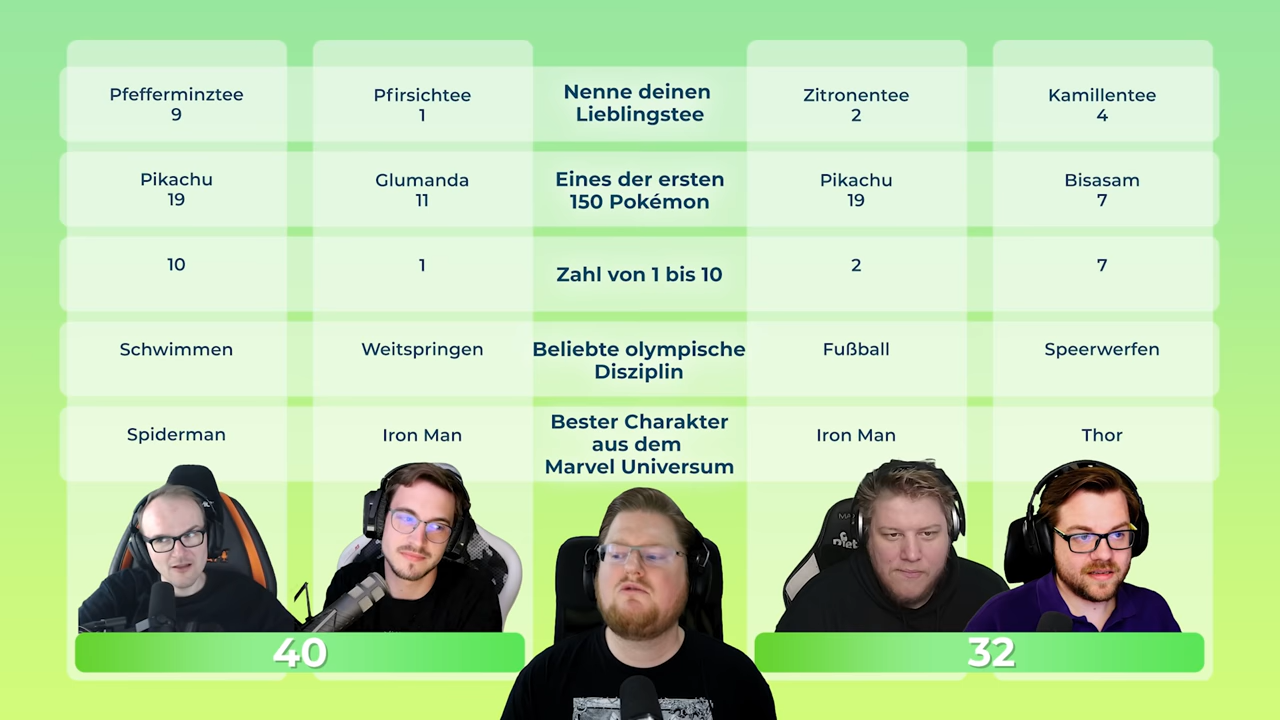 Pfefferminztee
9
Pfirsichtee
1
Nenne deinen
Lieblingstee
Zitronentee
2
Kamillentee
4
Pikachu
19
Glumanda
11
Eines der ersten
150 Pokémon
Pikachu
19
Bisasam
7
10
1
Zahl von 1 bis 10
2
7
Schwimmen
Weitspringen
Beliebte olympische
Disziplin
Fußball
Speerwerfen
Spiderman
Iron Man
Bester Charakter
aus dem
Marvel Universum
Iron Man
Thor
40
32